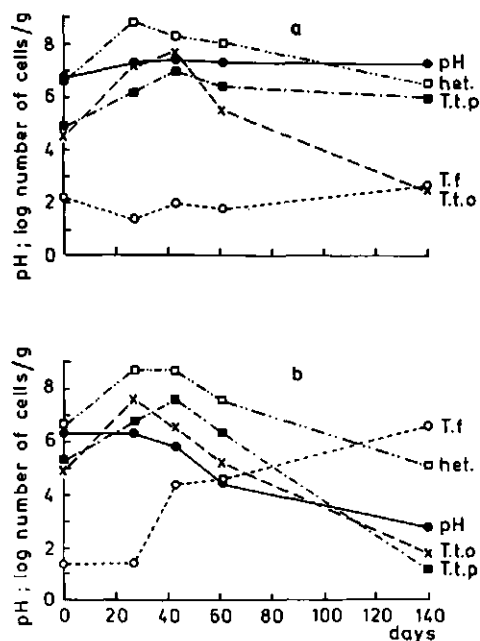 a
8
6
4
2
0
pH ; log number of cells/g
pH
het.
T.t.p
T.f
T.t.o
0 20 40 60 80 100 120 140
b
8
6
4
2
0
pH ; log number of cells/g
T.f
het.
pH
T.t.o
T.t.p
0 20 40 60 80 100 120 140
days